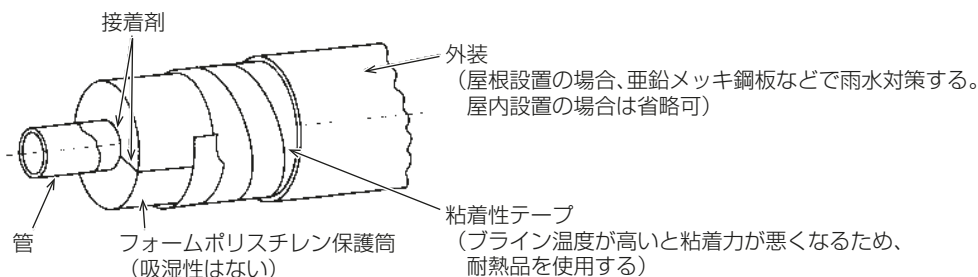 接着剤
外装
（屋根設置の場合、亜鉛メッキ鋼板などで雨水対策する。
屋内設置の場合は省略可）
管
フォームポリスチレン保護筒
（吸湿性はない）
粘着性テープ
（ブライン温度が高いと粘着力が悪くなるため、
耐熱品を使用する）